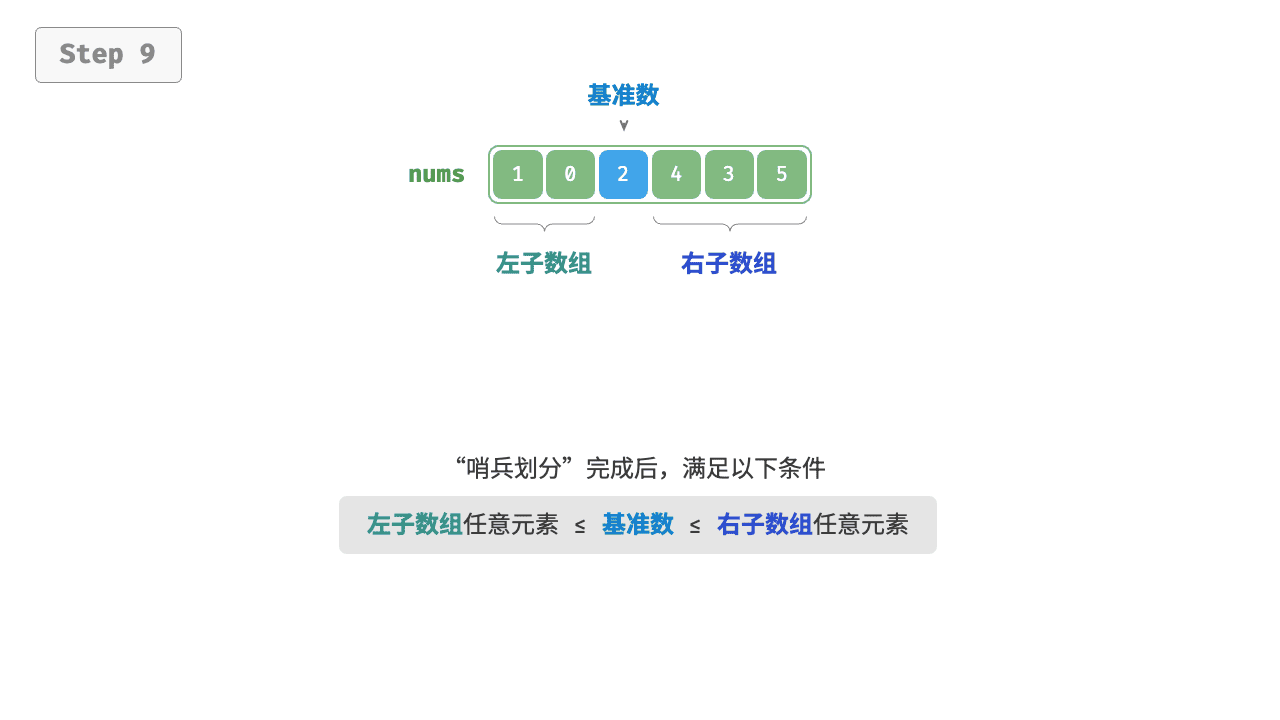 Step 9
基准数
nums 1 0 2 4 3 5
左子数组 右子数组
“哨兵划分”完成后，满足以下条件
左子数组任意元素 ≤ 基准数 ≤ 右子数组任意元素